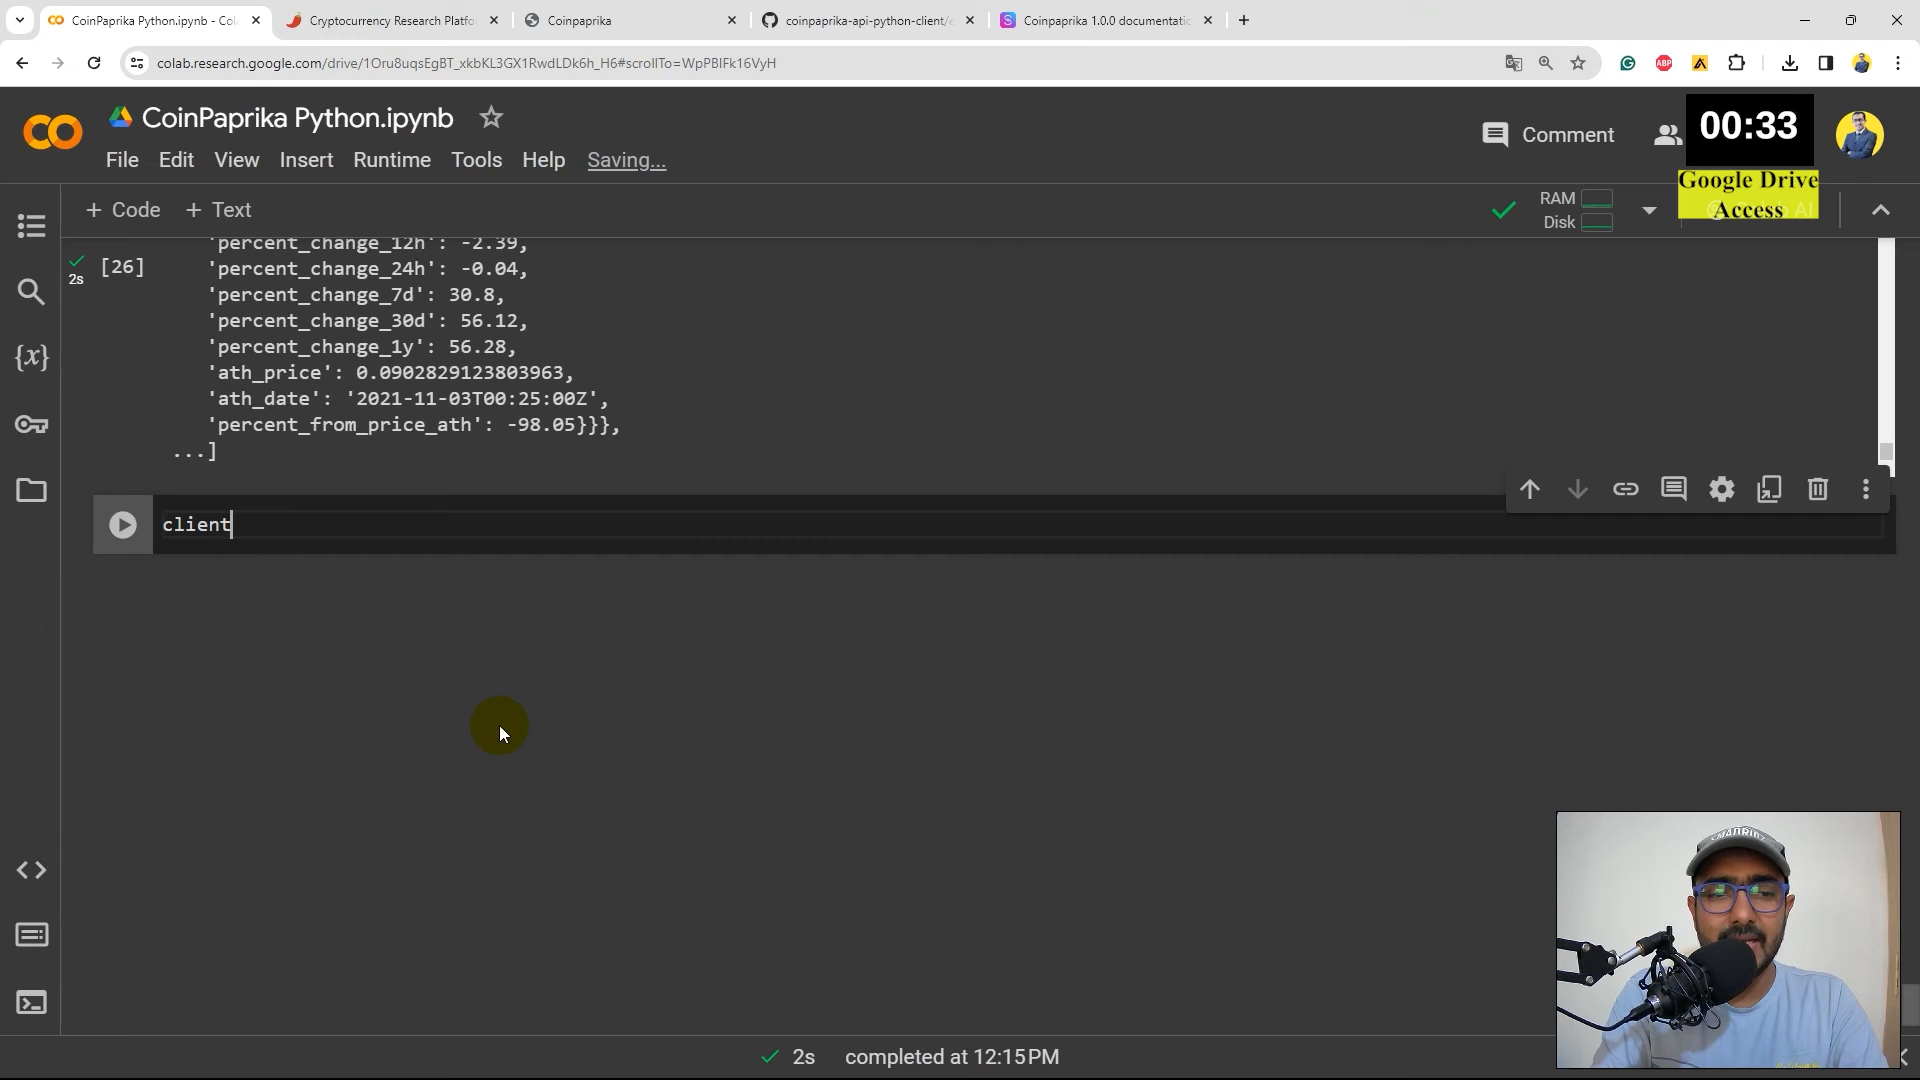 CoinPaprika Python.ipynb - Col
Cryptocurrency Research Platfo
Coinpaprika
coinpaprika-api-python-client/e
Coinpaprika 1.0.0 documentatio
colab.research.google.com/drive/1Oru8uqsEgBT_xkbKL3GX1RwdLDk6h_H6#scrollTo=WpPBIFk16VyH
ABP
CoinPaprika Python.ipynb
Comment
00:33
File Edit View Insert Runtime Tools Help Saving...
Google Drive
Access
+ Code + Text
RAM
Disk
'percent_change_12h': -2.39,
[26]
2s
'percent_change_24h': -0.04,
'percent_change_7d': 30.8,
'percent_change_30d': 56.12,
'percent_change_1y': 56.28,
'ath_price': 0.0902829123803963,
'ath_date': '2021-11-03T00:25:00Z',
'percent_from_price_ath': -98.05}}},
...]
client
2s completed at 12:15 PM